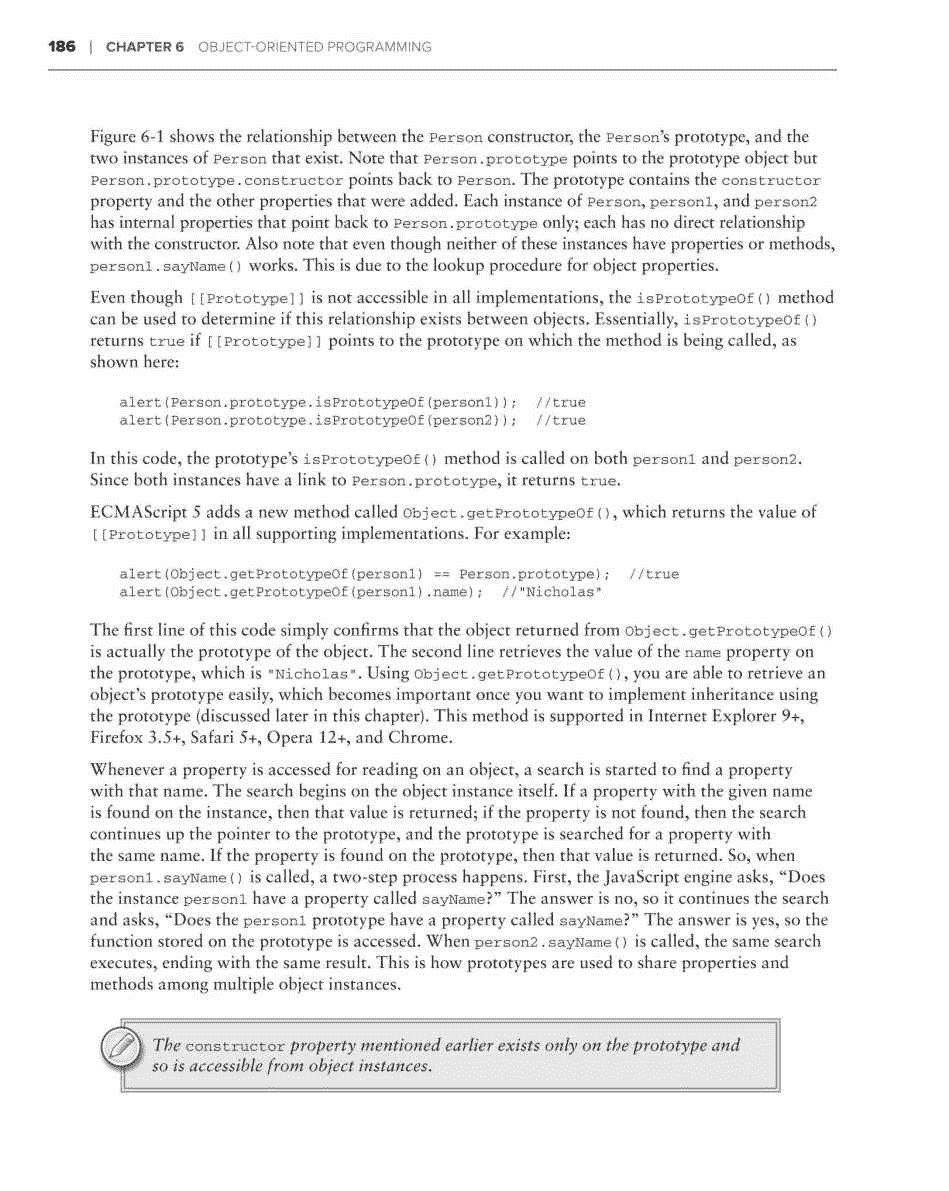 186 | CHAPTER 6 OBJECT-ORIENTED PROGRAMMING
Figure 6-1 shows the relationship between the Person constructor, the Person’s prototype, and the
two instances of Person that exist. Note that Person.prototype points to the prototype object but
Person.prototype.constructor points back to Person. The prototype contains the constructor
property and the other properties that were added. Each instance of Person, person1, and person2
has internal properties that point back to Person.prototype only; each has no direct relationship
with the constructor. Also note that even though neither of these instances have properties or methods,
person1.sayName() works. This is due to the lookup procedure for object properties.
Even though [[Prototype]] is not accessible in all implementations, the isPrototypeOf() method
can be used to determine if this relationship exists between objects. Essentially, isPrototypeOf()
returns true if [[Prototype]] points to the prototype on which the method is being called, as
shown here:
alert(Person.prototype.isPrototypeOf(person1)); //true
alert(Person.prototype.isPrototypeOf(person2)); //true
In this code, the prototype’s isPrototypeOf() method is called on both person1 and person2.
Since both instances have a link to Person.prototype, it returns true.
ECMAScript 5 adds a new method called Object.getPrototypeOf(), which returns the value of
[[Prototype]] in all supporting implementations. For example:
alert(Object.getPrototypeOf(person1) == Person.prototype); //true
alert(Object.getPrototypeOf(person1).name); //"Nicholas"
The first line of this code simply confirms that the object returned from Object.getPrototypeOf()
is actually the prototype of the object. The second line retrieves the value of the name property on
the prototype, which is "Nicholas". Using Object.getPrototypeOf(), you are able to retrieve an
object’s prototype easily, which becomes important once you want to implement inheritance using
the prototype (discussed later in this chapter). This method is supported in Internet Explorer 9+,
Firefox 3.5+, Safari 5+, Opera 12+, and Chrome.
Whenever a property is accessed for reading on an object, a search is started to find a property
with that name. The search begins on the object instance itself. If a property with the given name
is found on the instance, then that value is returned; if the property is not found, then the search
continues up the pointer to the prototype, and the prototype is searched for a property with
the same name. If the property is found on the prototype, then that value is returned. So, when
person1.sayName() is called, a two-step process happens. First, the JavaScript engine asks, “Does
the instance person1 have a property called sayName?” The answer is no, so it continues the search
and asks, “Does the person1 prototype have a property called sayName?” The answer is yes, so the
function stored on the prototype is accessed. When person2.sayName() is called, the same search
executes, ending with the same result. This is how prototypes are used to share properties and
methods among multiple object instances.
The constructor property mentioned earlier exists only on the prototype and
so is accessible from object instances.